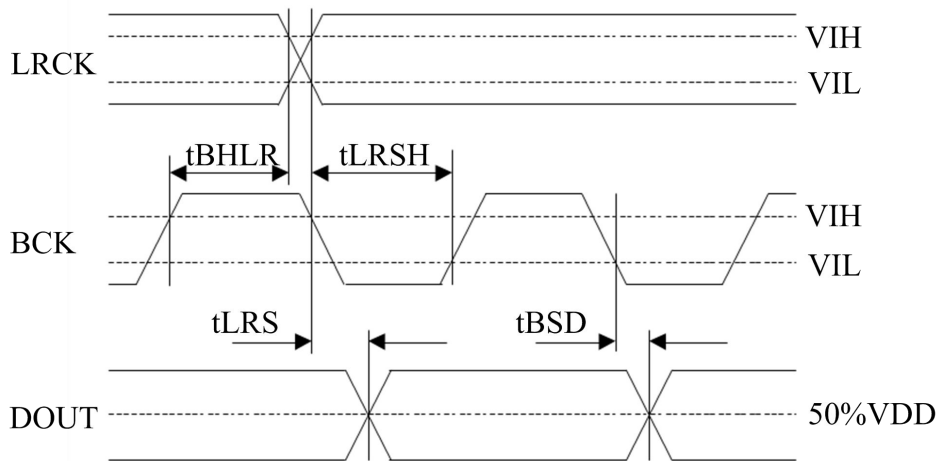 LRCK
VIH
VIL
tBHLR
tLRSH
BCK
VIH
VIL
tLRS
tBSD
DOUT
50%VDD